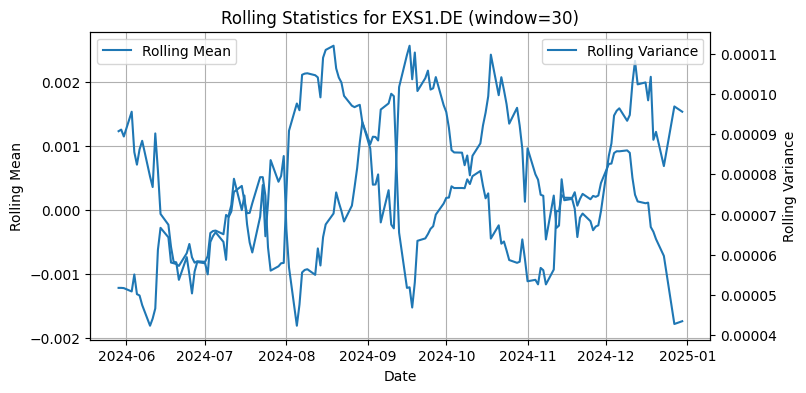 Rolling Statistics for EXS1.DE (window=30)
Rolling Mean
Rolling Variance
0.002
0.001
0.000
−0.001
−0.002
Rolling Mean
0.00011
0.00010
0.00009
0.00008
0.00007
0.00006
0.00005
0.00004
Rolling Variance
2024-06 2024-07 2024-08 2024-09 2024-10 2024-11 2024-12 2025-01
Date